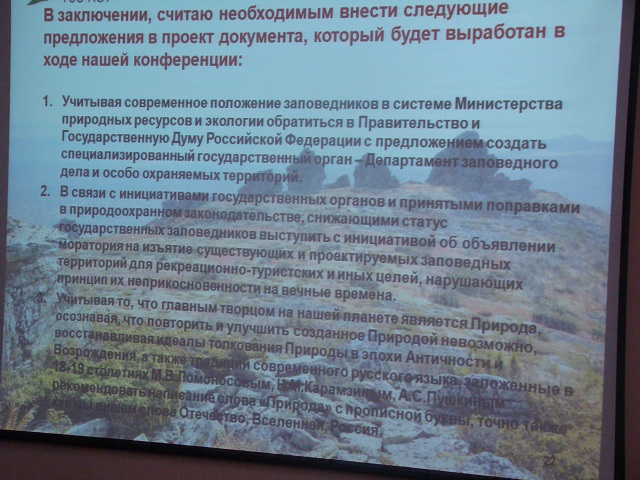 В заключении, считаю необходимым внести следующие
предложения в проект документа, который будет выработан в
ходе нашей конференции:
1. Учитывая современное положение заповедников в системе Министерства
природных ресурсов и экологии обратиться в Правительство и
Государственную Думу Российской Федерации с предложением создать
специализированный государственный орган – Департамент заповедного
дела и особо охраняемых территорий.
2. В связи с инициативами государственных органов и принятыми поправками
в природоохранном законодательстве, снижающими статус
государственных заповедников выступить с инициативой об объявлении
моратория на изъятие существующих и проектируемых заповедных
территорий для рекреационно-туристских и иных целей, нарушающих
принцип их неприкосновенности на вечные времена.
3. Учитывая то, что главным творцом на нашей планете является Природа,
осознавая, что повторить и улучшить созданное Природой невозможно,
восстанавливая идеалы толкования Природы в эпохи Античности и
Возрождения, а также традиции современного русского языка, заложенные в
18-19 столетиях М.В.Ломоносовым, Н.М.Карамзиным, А.С.Пушкиным
рекомендовать написание слова «Природа» с прописной буквы, точно также
пишем слова Отечество, Вселенная, Россия.
22